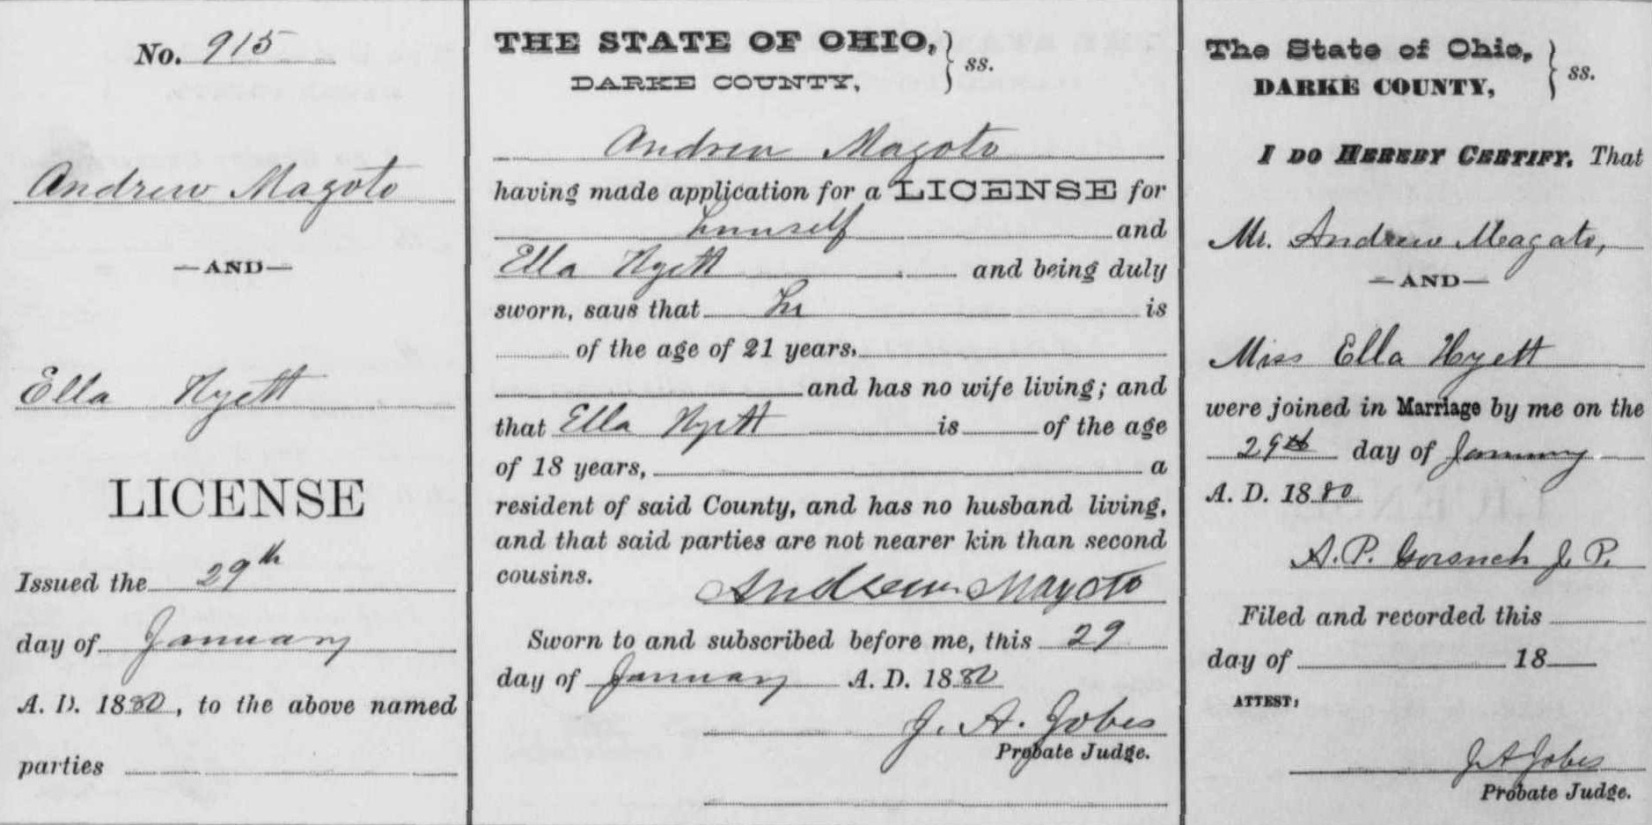 No. 915
Andrew Magoto
—AND—
Ella Hyett
LICENSE
Issued the 29th
day of January
A. D. 1880, to the above named
parties
THE STATE OF OHIO, } ss.
DARKE COUNTY,
Andrew Magoto
having made application for a LICENSE for
himself and
Ella Hyett and being duly
sworn, says that he is
of the age of 21 years.
and has no wife living; and
that Ella Hyett is of the age
of 18 years, a
resident of said County, and has no husband living,
and that said parties are not nearer kin than second
cousins.
Andrew Magoto
Sworn to and subscribed before me, this 29
day of January A. D. 1880
J. A. Jobes
Probate Judge.
The State of Ohio, } ss.
DARKE COUNTY,
I DO HEREBY CERTIFY, That
Mr. Andrew Magato,
—AND—
Miss Ella Hyett
were joined in Marriage by me on the
29th day of January
A. D. 1880
A. P. J. P.
Filed and recorded this
day of 18
ATTEST:
J A Jobes
Probate Judge.